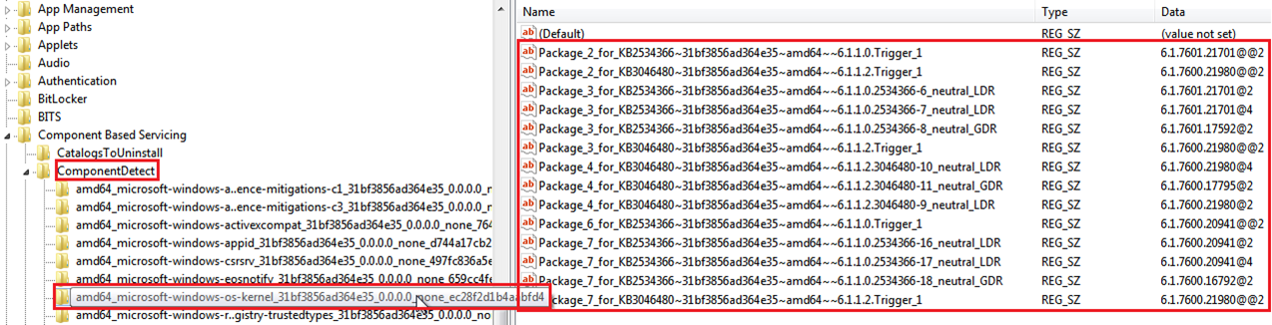 App Management
App Paths
Applets
Audio
Authentication
BitLocker
BITS
Component Based Servicing
CatalogsToUninstall
ComponentDetect
amd64_microsoft-windows-a..ence-mitigations-c1_31bf3856ad364e35_0.0.0.0_n
amd64_microsoft-windows-a..ence-mitigations-c3_31bf3856ad364e35_0.0.0.0_n
amd64_microsoft-windows-activexcompat_31bf3856ad364e35_0.0.0.0_none_764
amd64_microsoft-windows-appid_31bf3856ad364e35_0.0.0.0_none_d744a17cb2
amd64_microsoft-windows-csrsrv_31bf3856ad364e35_0.0.0.0_none_497fc836a5e
amd64_microsoft-windows-eosnotify_31bf3856ad364e35_0.0.0.0_none_659cc4fe
amd64_microsoft-windows-os-kernel_31bf3856ad364e35_0.0.0.0_none_ec28f2d1b4aabfd4
amd64_microsoft-windows-r..gistry-trustedtypes_31bf3856ad364e35_0.0.0.0_no
Name Type Data
(Default) REG_SZ (value not set)
Package_2_for_KB2534366~31bf3856ad364e35~amd64~~6.1.1.0.Trigger_1 REG_SZ 6.1.7601.21701@@2
Package_2_for_KB3046480~31bf3856ad364e35~amd64~~6.1.1.2.Trigger_1 REG_SZ 6.1.7600.21980@@2
Package_3_for_KB2534366~31bf3856ad364e35~amd64~~6.1.1.0.2534366-6_neutral_LDR REG_SZ 6.1.7601.21701@2
Package_3_for_KB2534366~31bf3856ad364e35~amd64~~6.1.1.0.2534366-7_neutral_LDR REG_SZ 6.1.7601.21701@4
Package_3_for_KB2534366~31bf3856ad364e35~amd64~~6.1.1.0.2534366-8_neutral_GDR REG_SZ 6.1.7601.17592@2
Package_3_for_KB3046480~31bf3856ad364e35~amd64~~6.1.1.2.Trigger_1 REG_SZ 6.1.7600.21980@@2
Package_4_for_KB3046480~31bf3856ad364e35~amd64~~6.1.1.2.3046480-10_neutral_LDR REG_SZ 6.1.7600.21980@4
Package_4_for_KB3046480~31bf3856ad364e35~amd64~~6.1.1.2.3046480-11_neutral_GDR REG_SZ 6.1.7600.17795@2
Package_4_for_KB3046480~31bf3856ad364e35~amd64~~6.1.1.2.3046480-9_neutral_LDR REG_SZ 6.1.7600.21980@2
Package_6_for_KB2534366~31bf3856ad364e35~amd64~~6.1.1.0.Trigger_1 REG_SZ 6.1.7600.20941@@2
Package_7_for_KB2534366~31bf3856ad364e35~amd64~~6.1.1.0.2534366-16_neutral_LDR REG_SZ 6.1.7600.20941@2
Package_7_for_KB2534366~31bf3856ad364e35~amd64~~6.1.1.0.2534366-17_neutral_LDR REG_SZ 6.1.7600.20941@4
Package_7_for_KB2534366~31bf3856ad364e35~amd64~~6.1.1.0.2534366-18_neutral_GDR REG_SZ 6.1.7600.16792@2
Package_7_for_KB3046480~31bf3856ad364e35~amd64~~6.1.1.2.Trigger_1 REG_SZ 6.1.7600.21980@@2